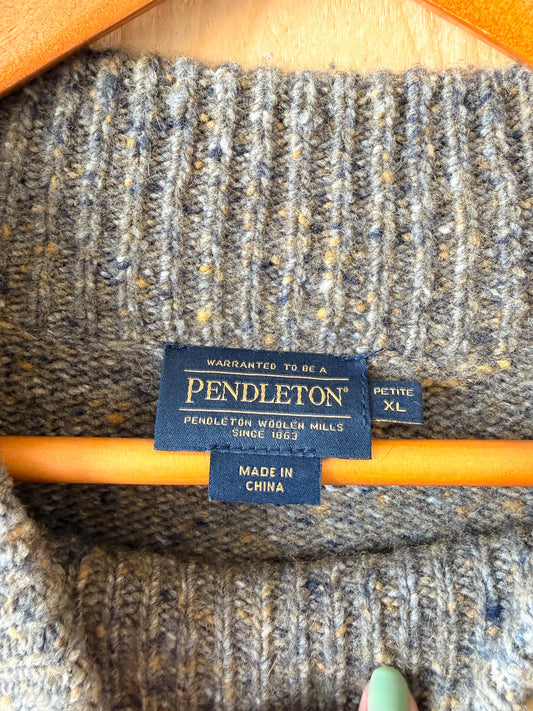 WARRANTED TO BE A
PENDLETON®
PENDLETON WOOLEN MILLS
SINCE 1863
PETITE
XL
MADE IN
CHINA